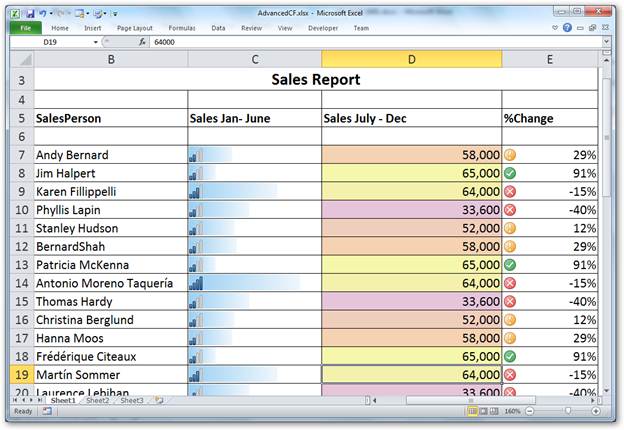 AdvancedCF.xlsx - Microsoft Excel
File Home Insert Page Layout Formulas Data Review View Developer Team
D19 fx 64000
B C D E
3 Sales Report
4
5 SalesPerson Sales Jan- June Sales July - Dec %Change
6
7 Andy Bernard 58,000 29%
8 Jim Halpert 65,000 91%
9 Karen Fillippelli 64,000 -15%
10 Phyllis Lapin 33,600 -40%
11 Stanley Hudson 52,000 12%
12 BernardShah 58,000 29%
13 Patricia McKenna 65,000 91%
14 Antonio Moreno Taquería 64,000 -15%
15 Thomas Hardy 33,600 -40%
16 Christina Berglund 52,000 12%
17 Hanna Moos 58,000 29%
18 Frédérique Citeaux 65,000 91%
19 Martín Sommer 64,000 -15%
20 Laurence Lebihan 33,600 -40%
Sheet1 Sheet2 Sheet3
Ready 160%